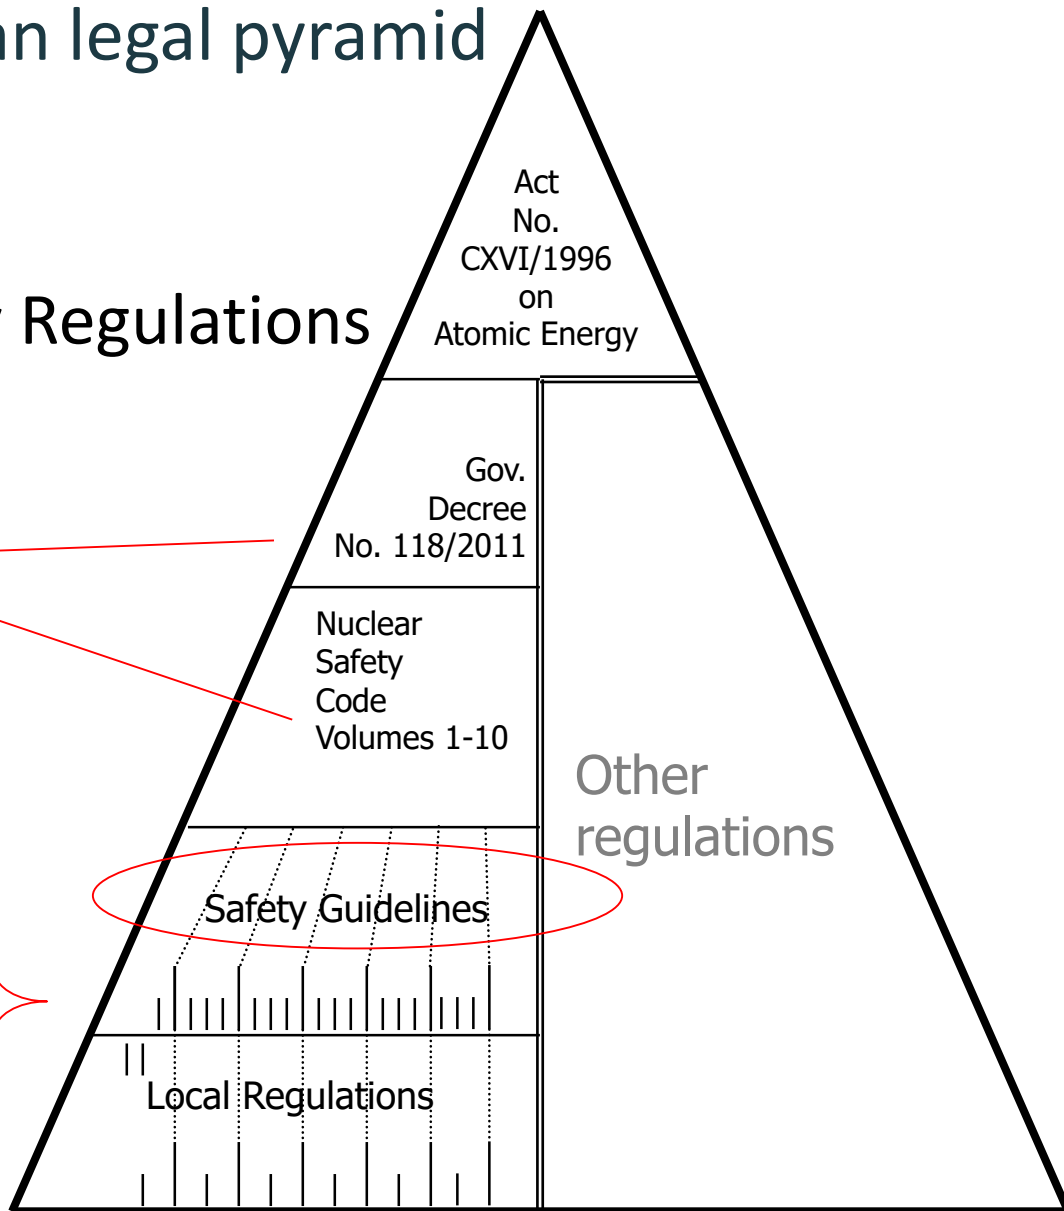 an legal pyramid
Act
No.
CXVI/1996
on
Atomic Energy
Regulations
Gov.
Decree
No. 118/2011
Nuclear
Safety
Code
Volumes 1-10
Other
regulations
Safety Guidelines
Local Regulations